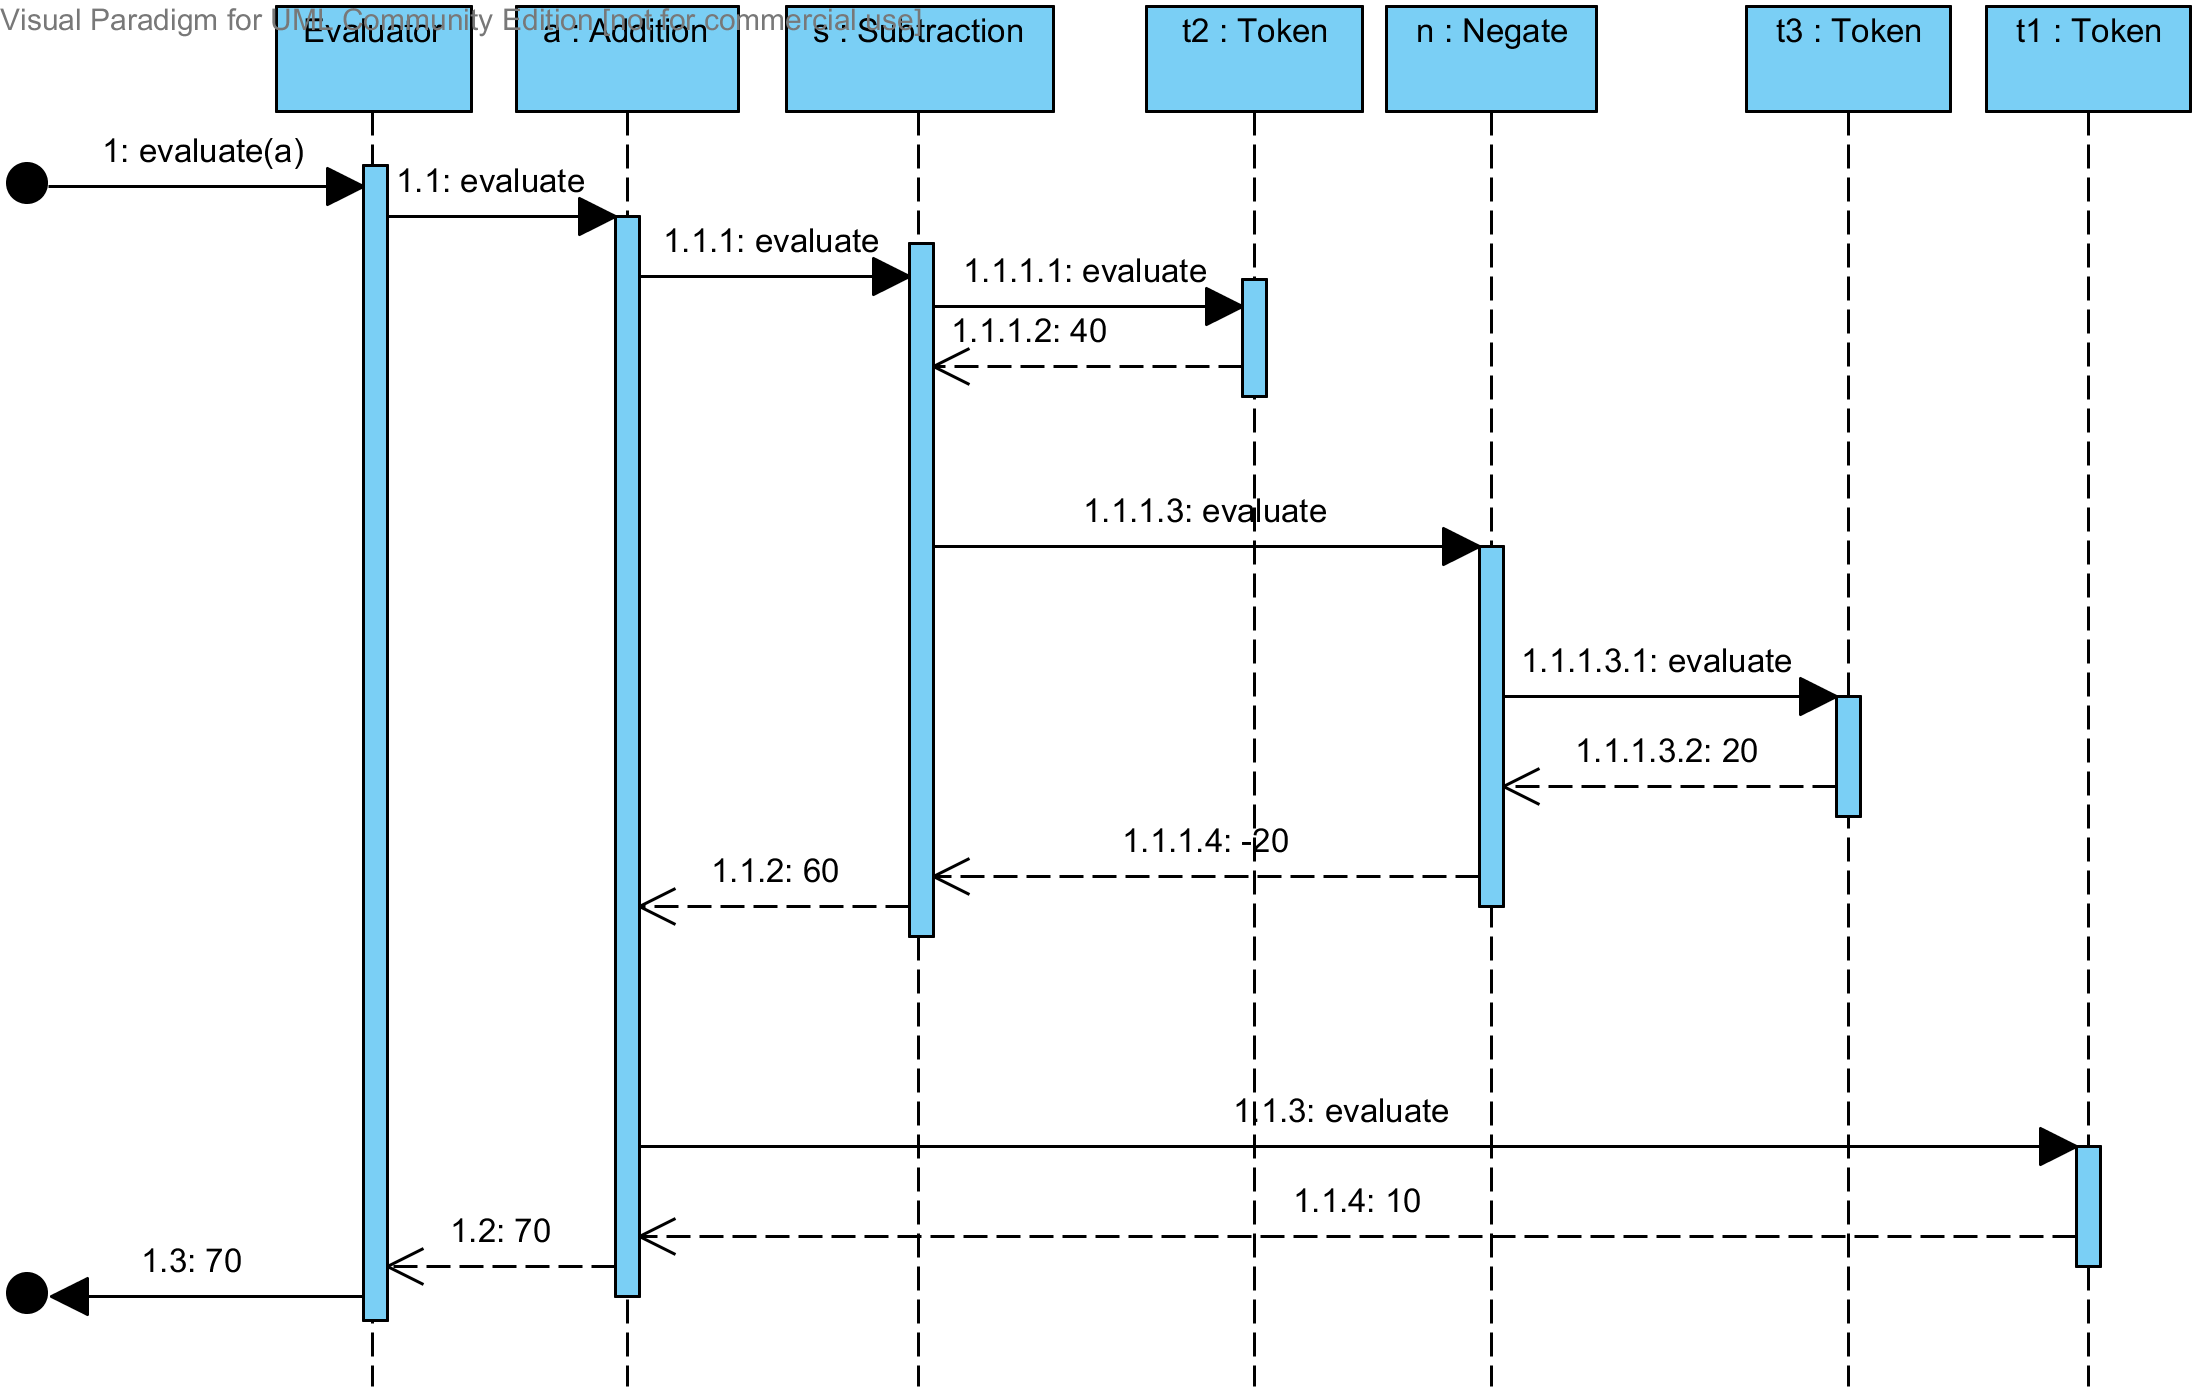 Visual Paradigm for UML Community Edition [not for commercial use]
Evaluator
a : Addition
s : Subtraction
t2 : Token
n : Negate
t3 : Token
t1 : Token
1: evaluate(a)
1.1: evaluate
1.1.1: evaluate
1.1.1.1: evaluate
1.1.1.2: 40
1.1.1.3: evaluate
1.1.1.3.1: evaluate
1.1.1.3.2: 20
1.1.1.4: -20
1.1.2: 60
1.1.3: evaluate
1.1.4: 10
1.2: 70
1.3: 70